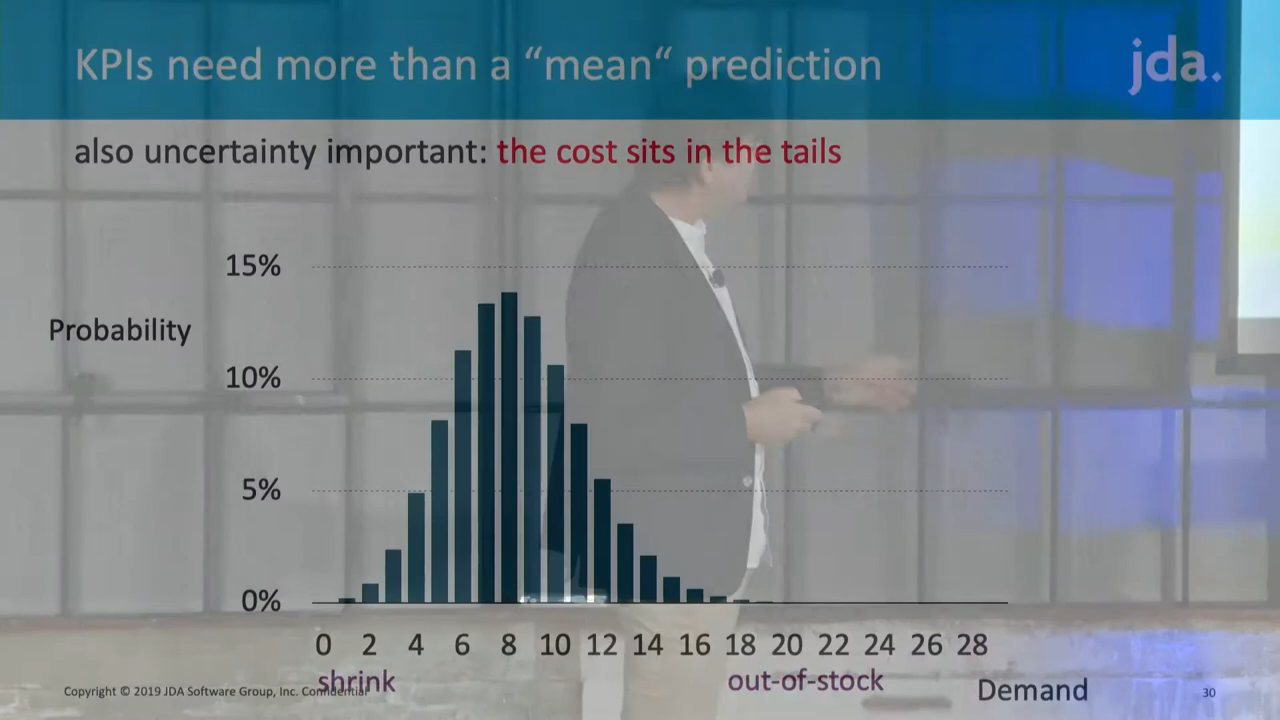 KPIs need more than a “mean“ prediction
jda.
also uncertainty important: the cost sits in the tails
15%
Probability
10%
5%
0%
0 2 4 6 8 10 12 14 16 18 20 22 24 26 28
shrink
out-of-stock
Demand
Copyright © 2019 JDA Software Group, Inc. Confidential
30